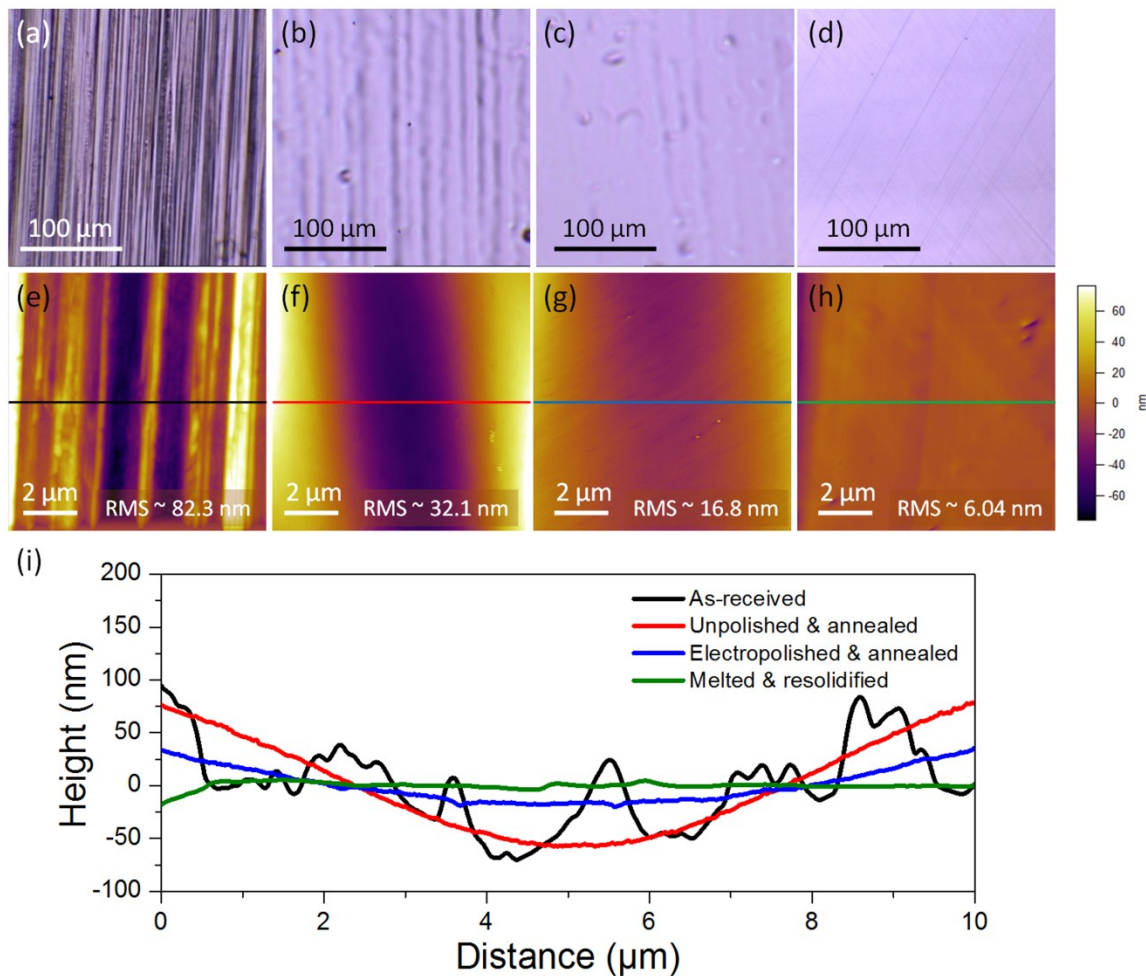 (a) (b) (c) (d)
100 µm 100 µm 100 µm 100 µm
(e) (f) (g) (h)
2 µm RMS ~ 82.3 nm 2 µm RMS ~ 32.1 nm 2 µm RMS ~ 16.8 nm 2 µm RMS ~ 6.04 nm
60
40
20
0
-20
-40
-60
nm
(i)
200
150
100
50
0
-50
-100
Height (nm)
As-received
Unpolished & annealed
Electropolished & annealed
Melted & resolidified
0 2 4 6 8 10
Distance (µm)